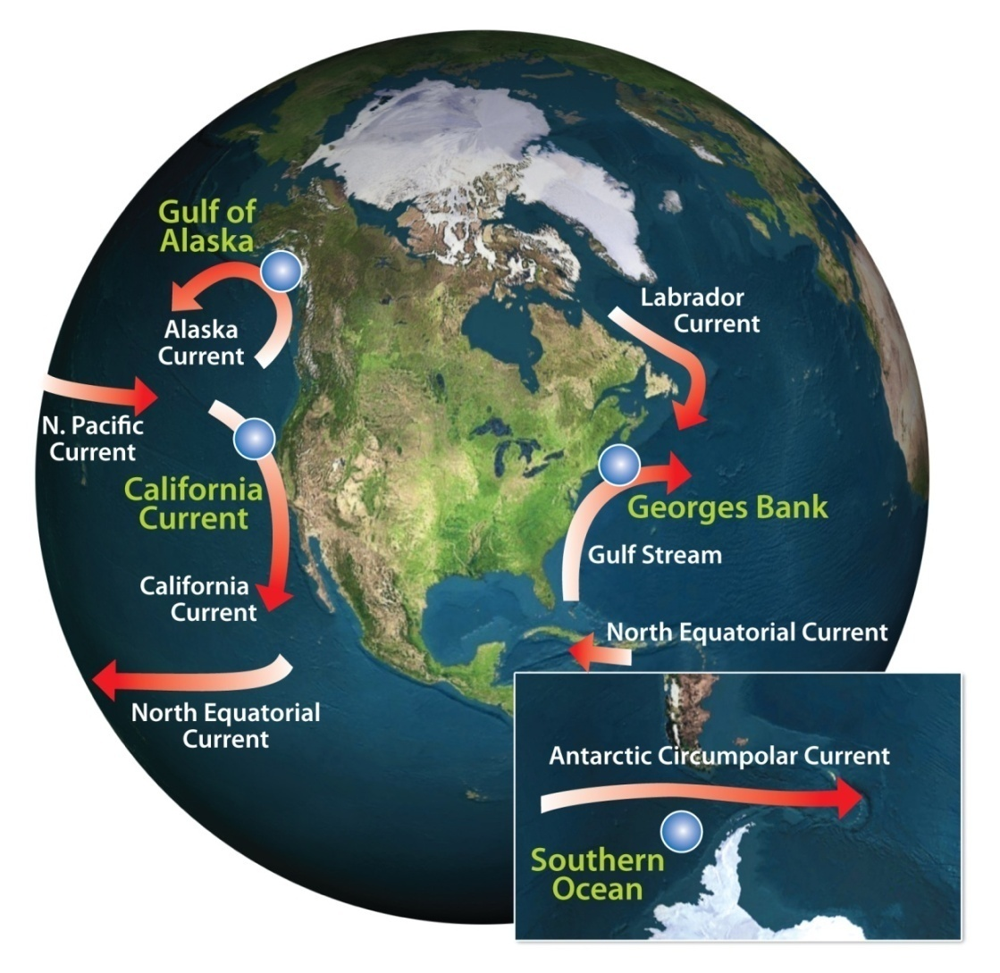 Gulf of
Alaska
Alaska
Current
N. Pacific
Current
California
Current
California
Current
North Equatorial
Current
Labrador
Current
Georges Bank
Gulf Stream
North Equatorial Current
Antarctic Circumpolar Current
Southern
Ocean